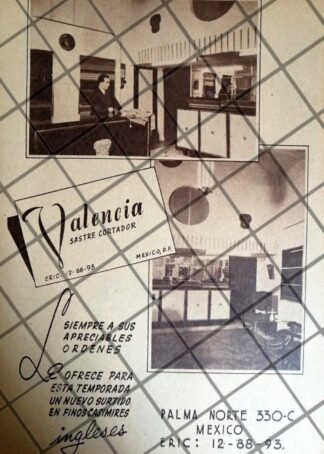 Valencia
SASTRE CORTADOR
MEXICO, D.F.
ERIC: 12-88-93.
SIEMPRE A SUS
APRECIABLES
ORDENES
LE OFRECE PARA
ESTA TEMPORADA
UN NUEVO SURTIDO
EN FINOS CASIMIRES
ingleses
PALMA NORTE 330-C
MEXICO
ERIC: 12-88-93.